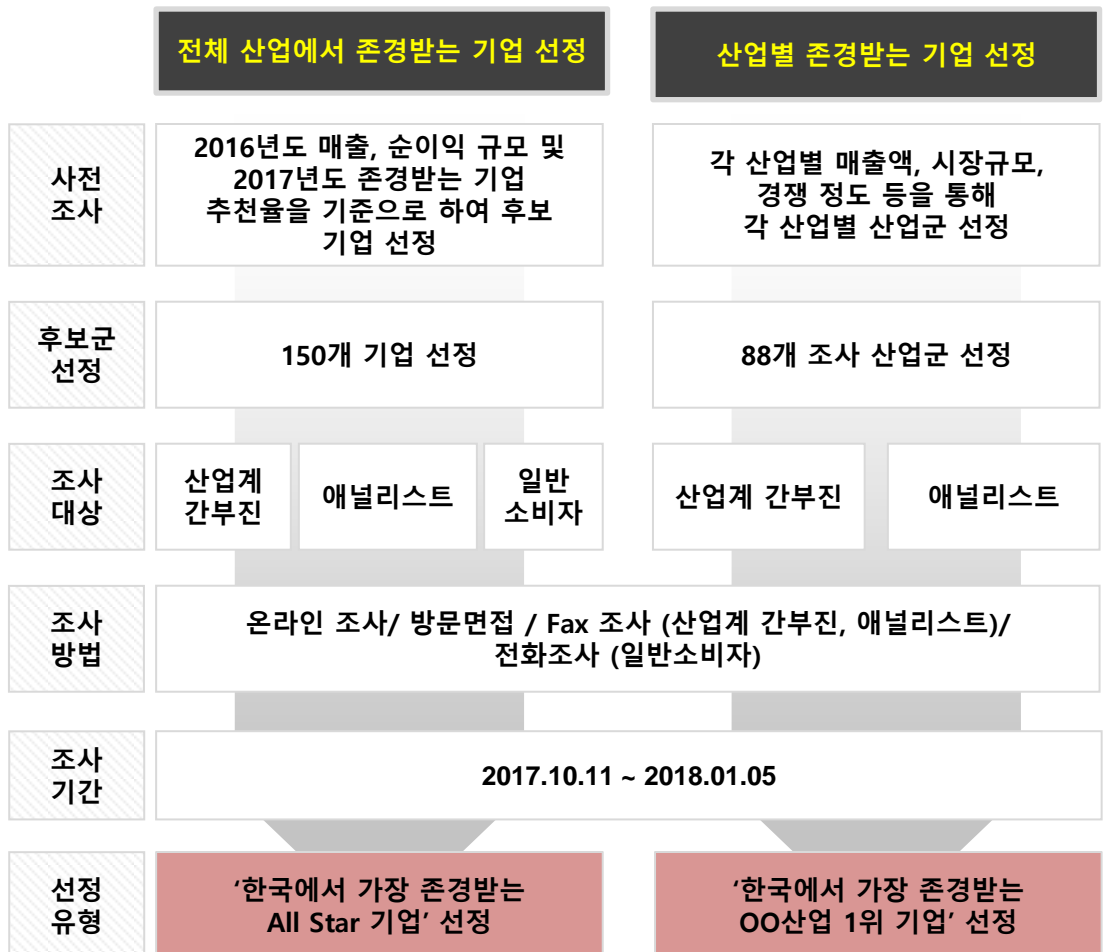 전체 산업에서 존경받는 기업 선정
산업별 존경받는 기업 선정
사전
조사
2016년도 매출, 순이익 규모 및
2017년도 존경받는 기업
추천율을 기준으로 하여 후보
기업 선정
각 산업별 매출액, 시장규모,
경쟁 정도 등을 통해
각 산업별 산업군 선정
후보군
선정
150개 기업 선정
88개 조사 산업군 선정
조사
대상
산업계
간부진
애널리스트
일반
소비자
산업계 간부진
애널리스트
조사
방법
온라인 조사/ 방문면접 / Fax 조사 (산업계 간부진, 애널리스트)/
전화조사 (일반소비자)
조사
기간
2017.10.11 ~ 2018.01.05
선정
유형
‘한국에서 가장 존경받는
All Star 기업’ 선정
‘한국에서 가장 존경받는
OO산업 1위 기업’ 선정